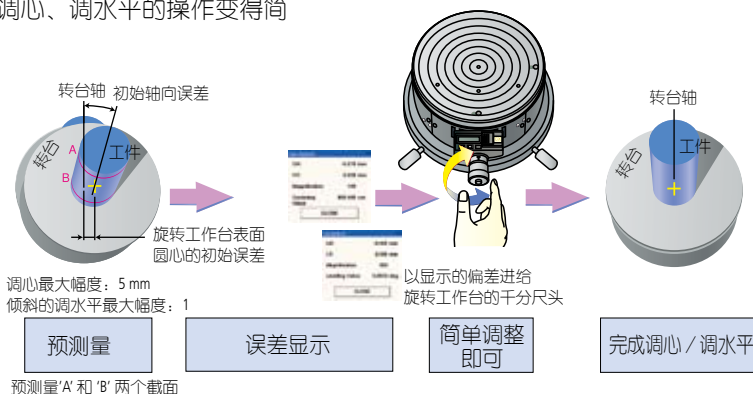 调心、调水平的操作变得简
转台轴
初始轴向误差
转台
工件
A
B
旋转工作台表面
圆心的初始误差
调心最大幅度：5 mm
倾斜的调水平最大幅度：1
以显示的偏差进给
旋转工作台的千分尺头
转台轴
转台
工件
预测量
误差显示
简单调整
即可
完成调心 / 调水平
预测量'A' 和 'B' 两个截面